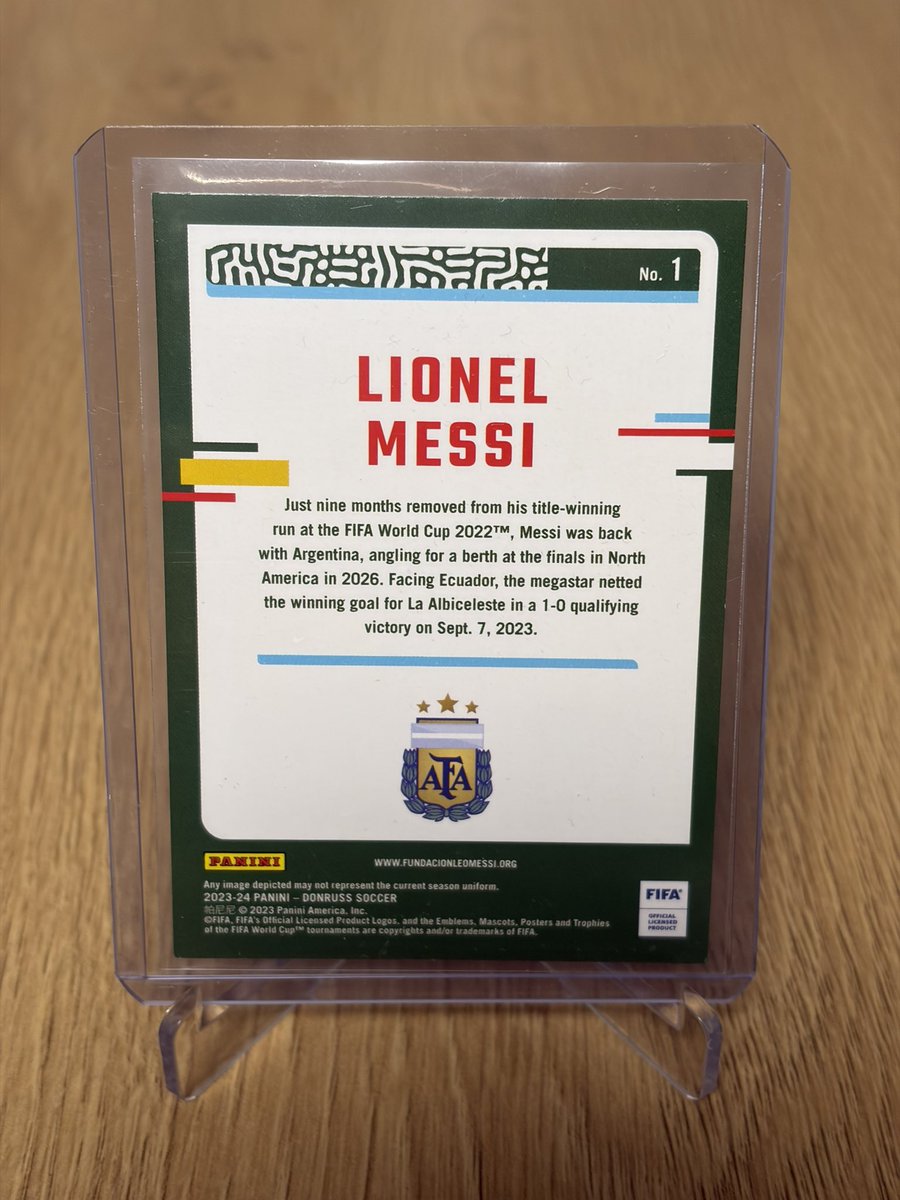 No. 1
LIONEL
MESSI
Just nine months removed from his title-winning
run at the FIFA World Cup 2022™, Messi was back
with Argentina, angling for a berth at the finals in North
America in 2026. Facing Ecuador, the megastar netted
the winning goal for La Albiceleste in a 1-0 qualifying
victory on Sept. 7, 2023.
AFA
PANINI
WWW.FUNDACIONLEOMESSI.ORG
Any image depicted may not represent the current season uniform.
2023-24 PANINI – DONRUSS SOCCER
帕尼尼 © 2023 Panini America, Inc.
©FIFA, FIFA's Official Licensed Product Logos, and the Emblems, Mascots, Posters and Trophies
of the FIFA World Cup™ tournaments are copyrights and/or trademarks of FIFA.
FIFA®
OFFICIAL
LICENSED
PRODUCT